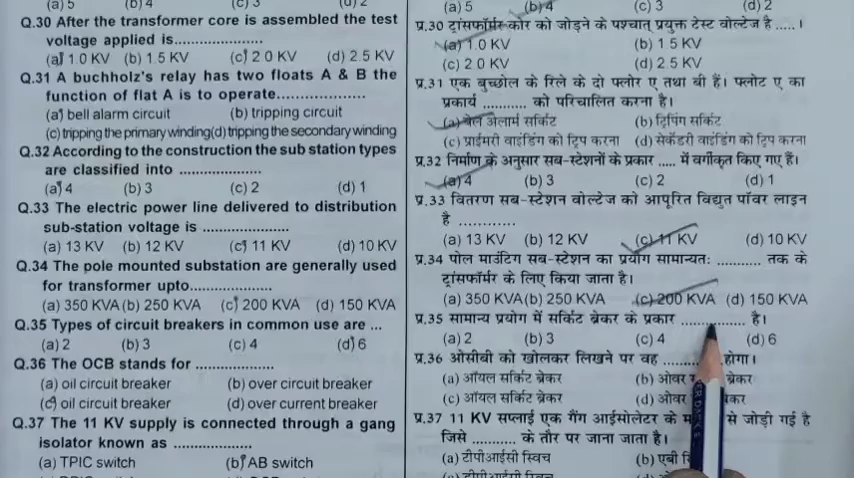 (a) 5 (b) 4 (c) 3 (d) 2
Q.30 After the transformer core is assembled the test
voltage applied is.....................
(a) 1.0 KV (b) 1.5 KV (c) 2.0 KV (d) 2.5 KV
Q.31 A buchholz's relay has two floats A & B the
function of flat A is to operate.....................
(a) bell alarm circuit (b) tripping circuit
(c) tripping the primary winding(d) tripping the secondary winding
Q.32 According to the construction the sub station types
are classified into .....................
(a) 4 (b) 3 (c) 2 (d) 1
Q.33 The electric power line delivered to distribution
sub-station voltage is .....................
(a) 13 KV (b) 12 KV (c) 11 KV (d) 10 KV
Q.34 The pole mounted substation are generally used
for transformer upto.....................
(a) 350 KVA (b) 250 KVA (c) 200 KVA (d) 150 KVA
Q.35 Types of circuit breakers in common use are ...
(a) 2 (b) 3 (c) 4 (d) 6
Q.36 The OCB stands for ...................
(a) oil circuit breaker (b) over circuit breaker
(c) oil circuit breaker (d) over current breaker
Q.37 The 11 KV supply is connected through a gang
isolator known as ...................
(a) TPIC switch (b) AB switch
(a) 5 (b) 4 (c) 3 (d) 2
प्र.30 ट्रांसफॉर्मर कोर को जोड़ने के पश्चात् प्रयुक्त टेस्ट वोल्टेज है ..... ।
(a) 1.0 KV (b) 1.5 KV
(c) 2.0 KV (d) 2.5 KV
प्र.31 एक बुच्छोल के रिले के दो फ्लोर ए तथा बी हैं। फ्लोट ए का
प्रकार्य ........... को परिचालित करना है।
(a) बेल अलार्म सर्किट (b) ट्रिपिंग सर्किट
(c) प्राईमरी वाइंडिंग को ट्रिप करना (d) सेकेंडरी वाइंडिंग को ट्रिप करना
प्र.32 निर्माण के अनुसार सब-स्टेशनों के प्रकार ..... में वर्गीकृत किए गए हैं।
(a) 4 (b) 3 (c) 2 (d) 1
प्र.33 वितरण सब-स्टेशन वोल्टेज को आपूरित विद्युत पॉवर लाइन
है ............
(a) 13 KV (b) 12 KV (c) 11 KV (d) 10 KV
प्र.34 पोल माउंटिंग सब-स्टेशन का प्रयोग सामान्यत: ........... तक के
ट्रांसफॉर्मर के लिए किया जाता है।
(a) 350 KVA (b) 250 KVA (c) 200 KVA (d) 150 KVA
प्र.35 सामान्य प्रयोग में सर्किट ब्रेकर के प्रकार ................ है।
(a) 2 (b) 3 (c) 4 (d) 6
प्र.36 ओसीबी को खोलकर लिखने पर वह ........... होगा।
(a) ऑयल सर्किट ब्रेकर (b) ओवर ब्रेकर
(c) ऑयल सर्किट ब्रेकर (d) ओवर
प्र.37 11 KV सप्लाई एक गैंग आईसोलेटर के से जोड़ी गई है
जिसे ........... के तौर पर जाना जाता है।
(a) टीपीआईसी स्विच (b) एबी